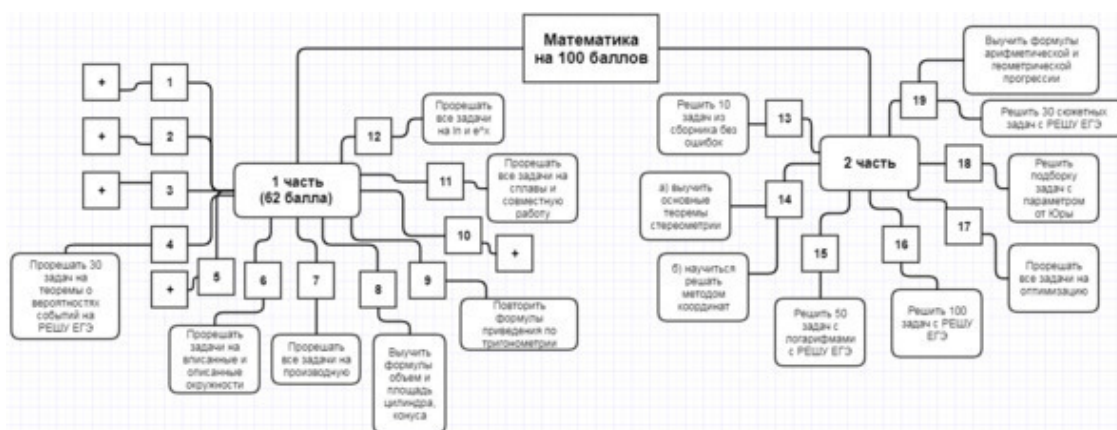 Математика
на 100 баллов
+
1
+
2
+
3
4
Прорешать 30
задач на
теоремы о
вероятностях
событий на
РЕШУ ЕГЭ
+
5
1 часть
(62 балла)
12
Прорешать
все задачи
на ln и e^x
11
Прорешать
все задачи на
сплавы и
совместную
работу
10
+
9
Повторить
формулы
приведения по
тригонометрии
6
Прорешать
задачи на
вписанные и
описанные
окружности
7
Прорешать
все задачи на
производную
8
Выучить
формулы
объем и
площадь
цилиндра,
конуса
2 часть
13
Решить 10
задач из
сборника без
ошибок
14
а) выучить
основные
теоремы
стереометрии
б) научиться
решать
методом
координат
15
Решить 50
задач с
логарифмами
с РЕШУ ЕГЭ
16
Решить 100
задач с РЕШУ
ЕГЭ
17
Прорешать
все задачи на
оптимизацию
18
Решить
подборку
задач с
параметром
от Юры
19
Выучить формулы
арифметической и
геометрической
прогрессии
Решить 30 сюжетных
задач с РЕШУ ЕГЭ